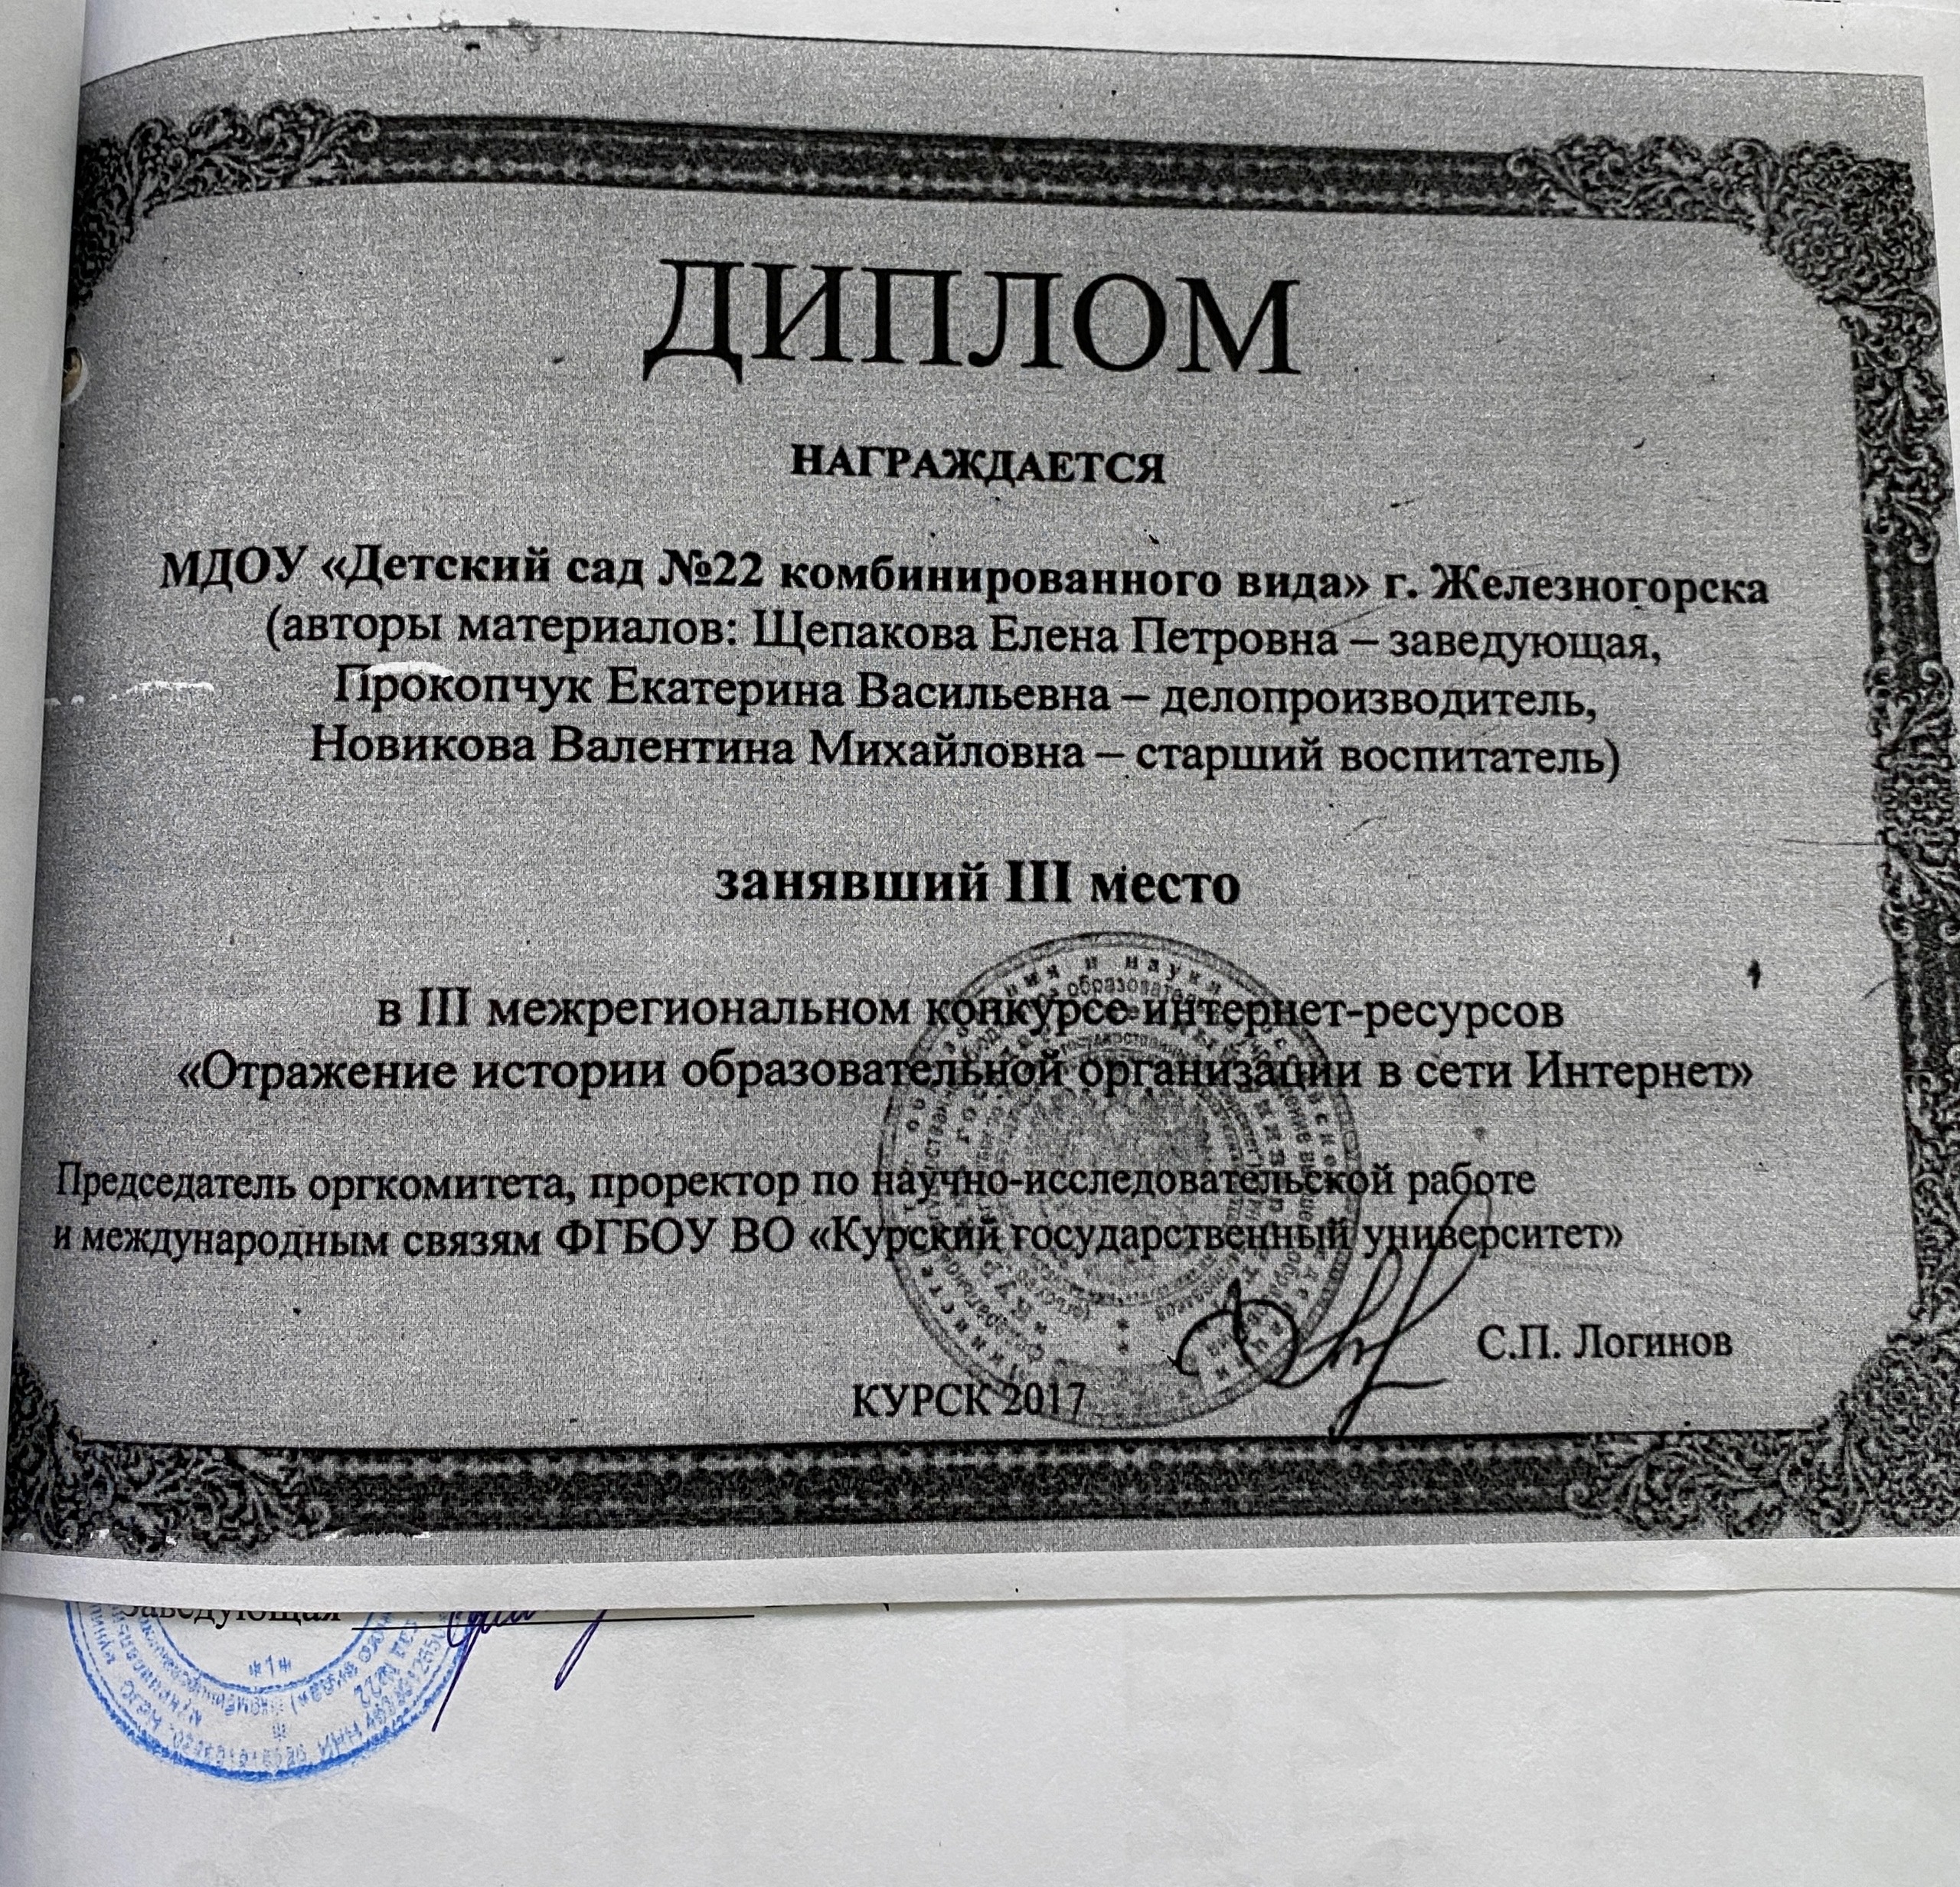 ДИПЛОМ
НАГРАЖДАЕТСЯ
МДОУ «Детский сад №22 комбинированного вида» г. Железногорска
(авторы материалов: Щепакова Елена Петровна – заведующая,
Прокопчук Екатерина Васильевна – делопроизводитель,
Новикова Валентина Михайловна – старший воспитатель)
занявший III место
в III межрегиональном конкурсе интернет-ресурсов
«Отражение истории образовательной организации в сети Интернет»
Председатель оргкомитета, проректор по научно-исследовательской работе
и международным связям ФГБОУ ВО «Курский государственный университет»
С.П. Логинов
КУРСК 2017
Заведующая